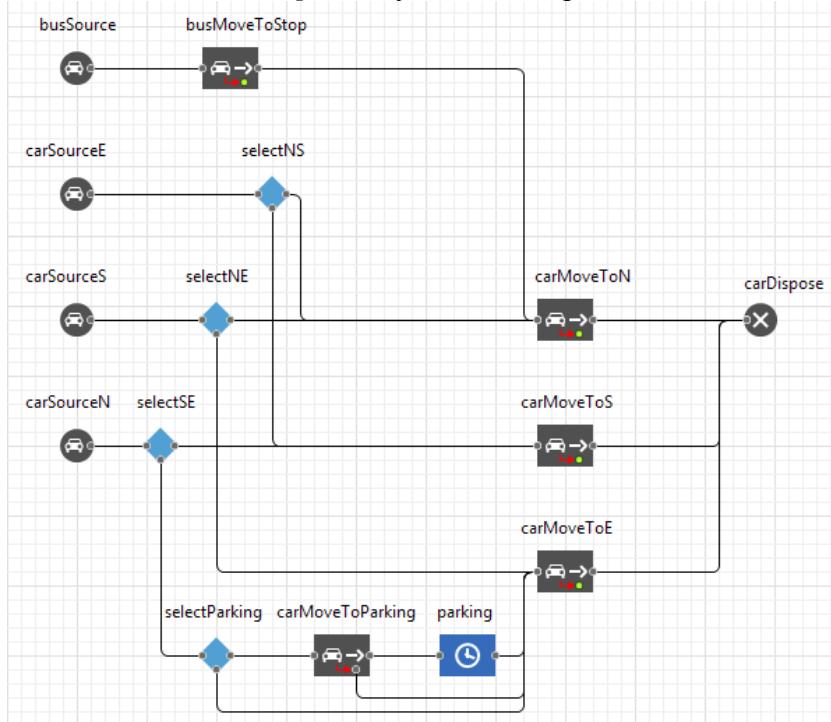 busSource busMoveToStop
carSourceE selectNS
carSourceS selectNE carMoveToN carDispose
carSourceN selectSE carMoveToS
carMoveToE
selectParking carMoveToParking parking